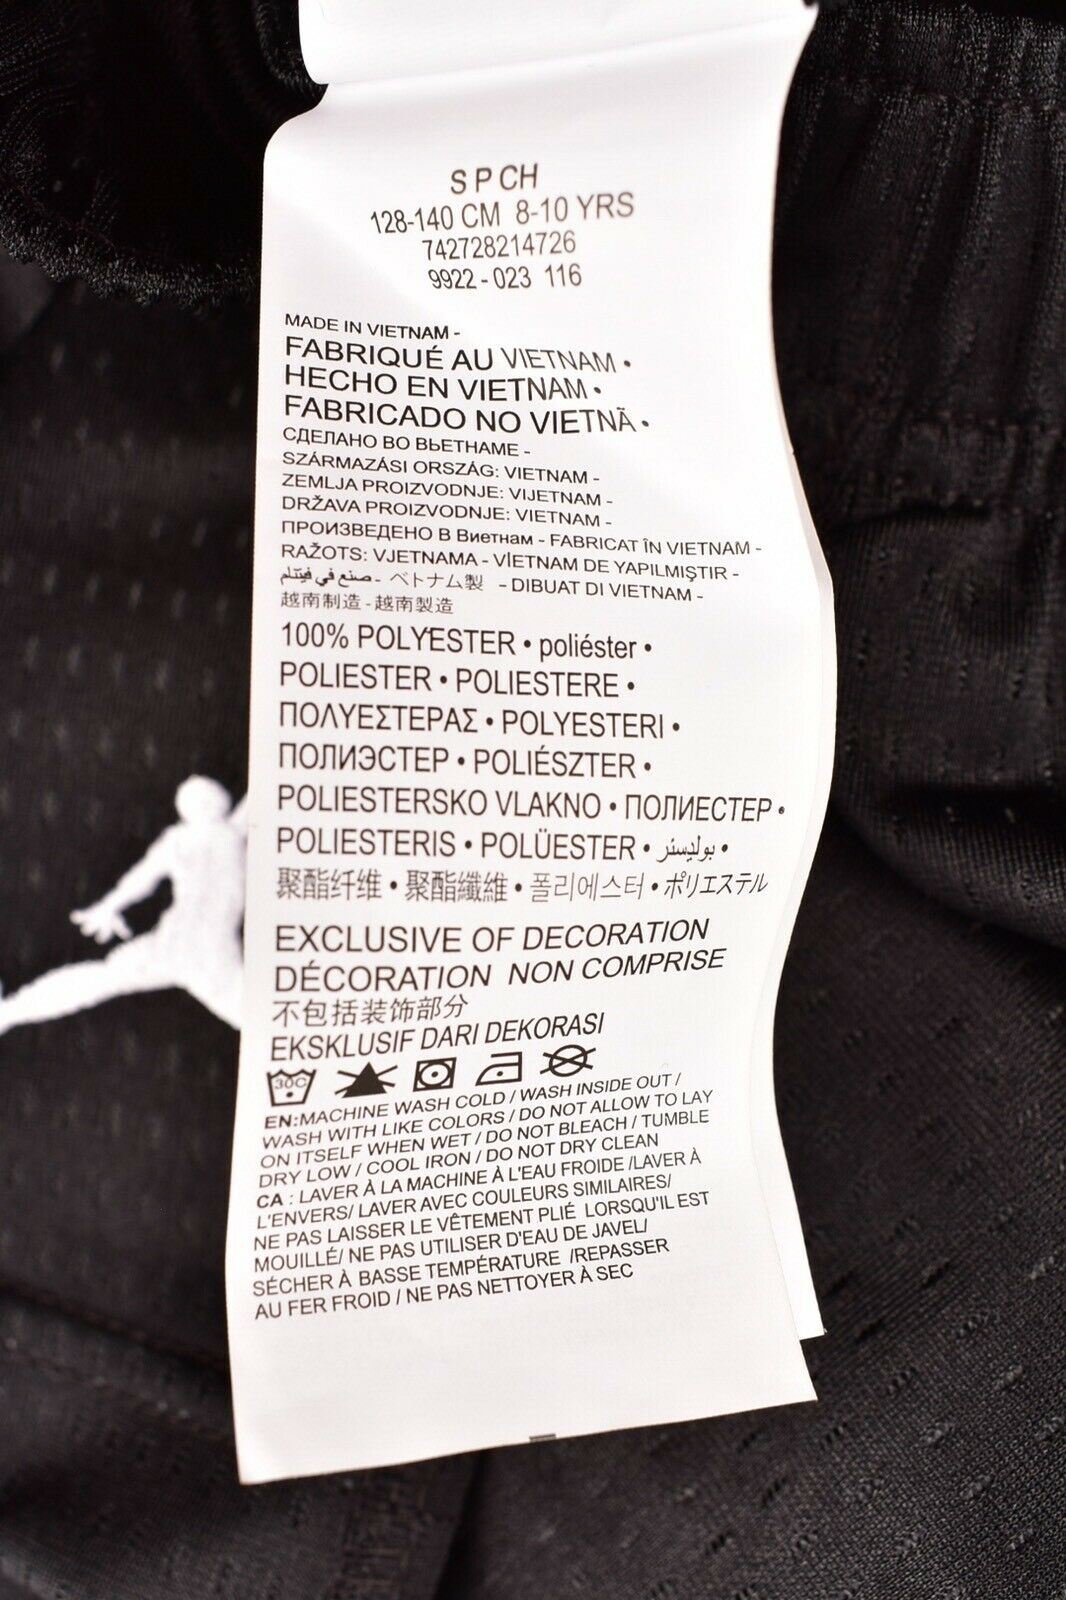 S P CH
128-140 CM 8-10 YRS
742728214726
9922-023 116
MADE IN VIETNAM -
FABRIQUÉ AU VIETNAM •
HECHO EN VIETNAM •
FABRICADO NO VIETNÃ •
СДЕЛАНО ВО ВЬЕТНАМЕ -
SZÁRMAZÁSI ORSZÁG: VIETNAM -
ZEMLJA PROIZVODNJE: VIJETNAM -
DRŽAVA PROIZVODNJE: VIETNAM -
ПРОИЗВЕДЕНО В Виетнам - FABRICAT ÎN VIETNAM -
RAŽOTS: VJETNAMA - VIETNAM DE YAPILMIŞTIR -
صنع في فيتنام - ベトナム製 - DIBUAT DI VIETNAM -
越南制造 - 越南製造
100% POLYESTER • poliéster •
POLIESTER • POLIESTERE •
ΠΟΛΥΕΣΤΕΡΑΣ • POLYESTERI •
ПОЛИЭСТЕР • POLIÉSZTER •
POLIESTERSKO VLAKNO • ПОЛИЕСТЕР •
POLIESTERIS • POLÜESTER • بوليستر •
聚酯纤维 • 聚酯纖維 • 폴리에스터 • ポリエステル
EXCLUSIVE OF DECORATION
DÉCORATION NON COMPRISE
不包括装饰部分
EKSKLUSIF DARI DEKORASI
30C
EN:MACHINE WASH COLD / WASH INSIDE OUT /
WASH WITH LIKE COLORS / DO NOT ALLOW TO LAY
ON ITSELF WHEN WET / DO NOT BLEACH / TUMBLE
DRY LOW / COOL IRON / DO NOT DRY CLEAN
CA : LAVER À LA MACHINE À L'EAU FROIDE /LAVER À
L'ENVERS/ LAVER AVEC COULEURS SIMILAIRES/
NE PAS LAISSER LE VÊTEMENT PLIÉ LORSQU'IL EST
MOUILLÉ/ NE PAS UTILISER D'EAU DE JAVEL/
SÉCHER À BASSE TEMPÉRATURE /REPASSER
AU FER FROID / NE PAS NETTOYER À SEC